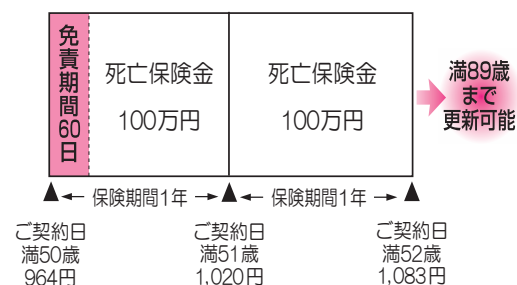 免責期間60日
死亡保険金
100万円
死亡保険金
100万円
満89歳
まで
更新可能
保険期間1年
保険期間1年
ご契約日
満50歳
964円
ご契約日
満51歳
1,020円
ご契約日
満52歳
1,083円